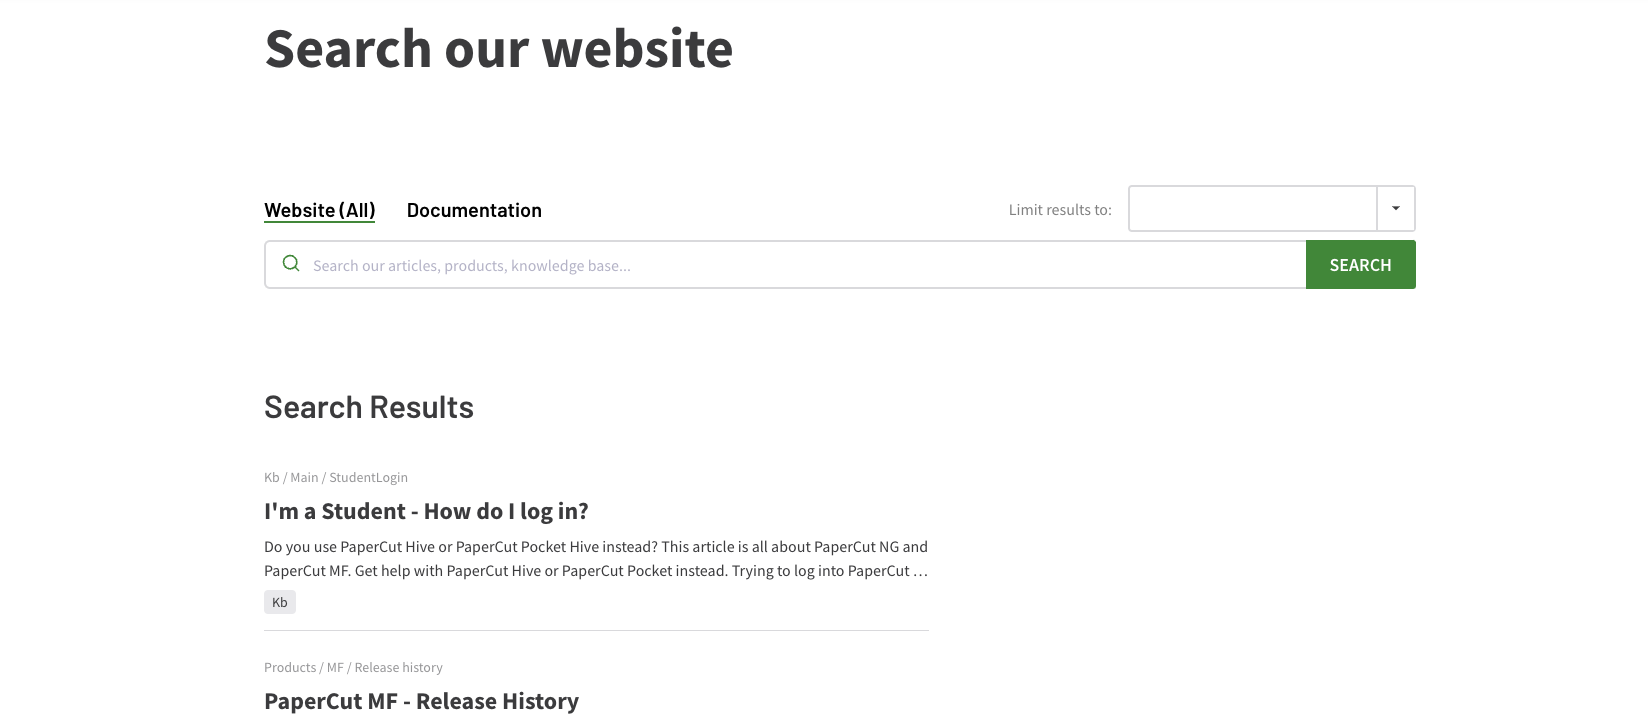 Search our website
Website (All) Documentation Limit results to:
Search our articles, products, knowledge base...
SEARCH
Search Results
Kb / Main / StudentLogin
I'm a Student - How do I log in?
Do you use PaperCut Hive or PaperCut Pocket Hive instead? This article is all about PaperCut NG and
PaperCut MF. Get help with PaperCut Hive or PaperCut Pocket instead. Trying to log into PaperCut …
Kb
Products / MF / Release history
PaperCut MF - Release History